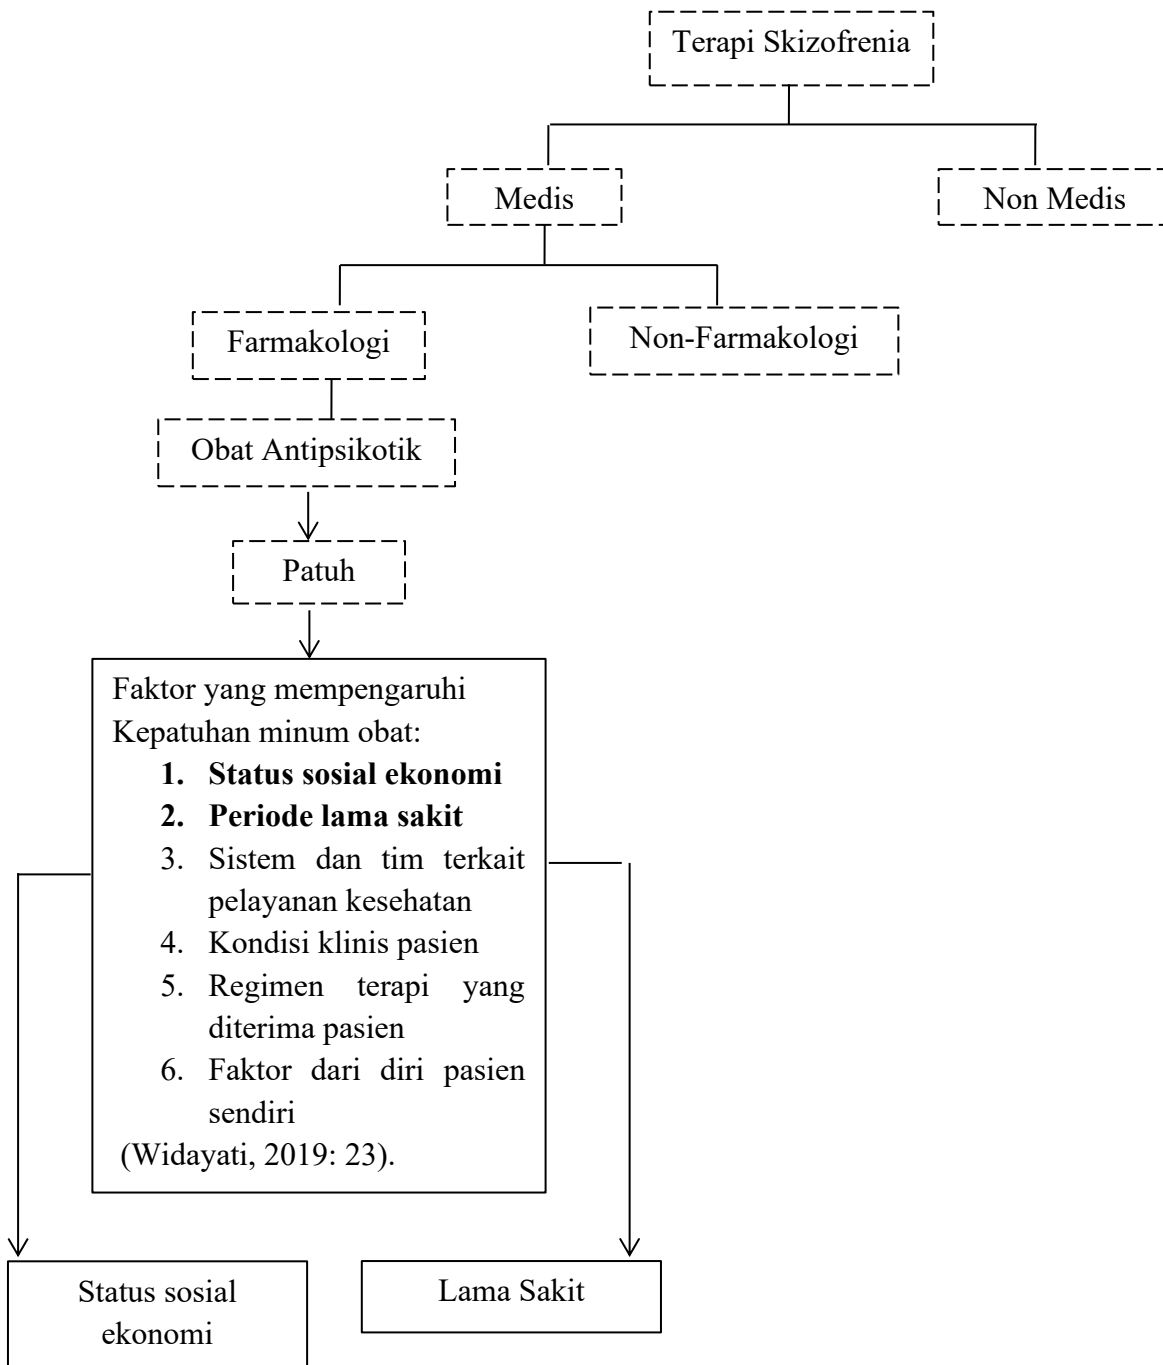 Terapi Skizofrenia
Medis
Non Medis
Farmakologi
Non-Farmakologi
Obat Antipsikotik
Patuh
Faktor yang mempengaruhi
Kepatuhan minum obat:
1. Status sosial ekonomi
2. Periode lama sakit
3. Sistem dan tim terkait
pelayanan kesehatan
4. Kondisi klinis pasien
5. Regimen terapi yang
diterima pasien
6. Faktor dari diri pasien
sendiri
(Widayati, 2019: 23).
Status sosial
ekonomi
Lama Sakit